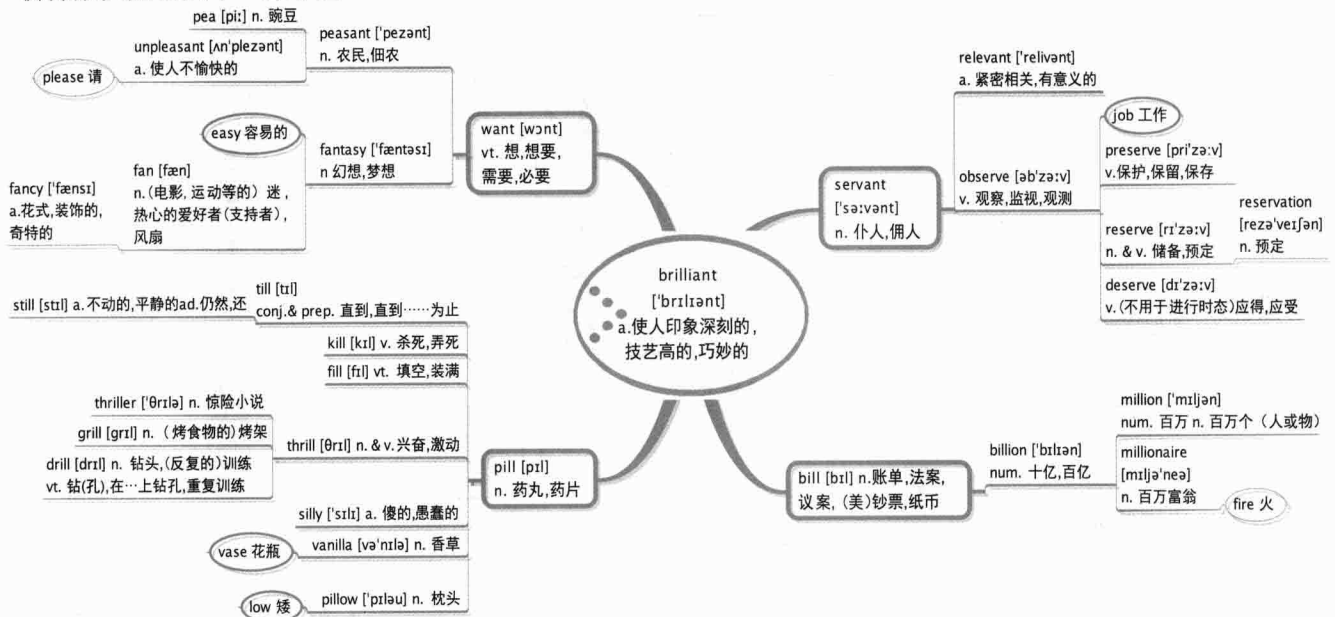 pea [piː] n. 豌豆
unpleasant [ʌn'plezənt]
a. 使人不愉快的
please 请
peasant ['pezənt]
n. 农民,佃农
easy 容易的
fantasy ['fæntəsɪ]
n 幻想,梦想
fan [fæn]
n.(电影, 运动等的）迷，
热心的爱好者(支持者)，
风扇
fancy ['fænsɪ]
a.花式,装饰的,
奇特的
want [wɔnt]
vt. 想,想要,
需要,必要
servant
['səːvənt]
n. 仆人,佣人
relevant ['relivənt]
a. 紧密相关,有意义的
observe [əb'zəːv]
v. 观察,监视,观测
job 工作
preserve [pri'zəːv]
v.保护,保留,保存
reserve [rɪ'zəːv]
n. & v. 储备,预定
reservation
[rezə'veɪʃən]
n. 预定
deserve [dɪ'zəːv]
v.(不用于进行时态)应得,应受
brilliant
['brɪlɪənt]
a.使人印象深刻的，
技艺高的,巧妙的
till [tɪl]
conj.& prep. 直到,直到……为止
still [stɪl] a.不动的,平静的ad.仍然,还
kill [kɪl] v. 杀死,弄死
fill [fɪl] vt. 填空,装满
thriller ['θrɪlə] n. 惊险小说
grill [grɪl] n.（ 烤食物的) 烤架
drill [drɪl] n. 钻头,(反复的)训练
vt. 钻(孔),在…上钻孔,重复训练
thrill [θrɪl] n. & v.兴奋,激动
silly ['sɪlɪ] a. 傻的,愚蠢的
vase 花瓶
vanilla [və'nɪlə] n. 香草
low 矮
pillow ['pɪləu] n. 枕头
pill [pɪl]
n. 药丸,药片
bill [bɪl] n.账单,法案,
议案,（美)钞票,纸币
billion ['bɪlɪən]
num. 十亿,百亿
million ['mɪljən]
num. 百万 n. 百万个（人或物）
millionaire
[mɪljə'neə]
n. 百万富翁
fire 火